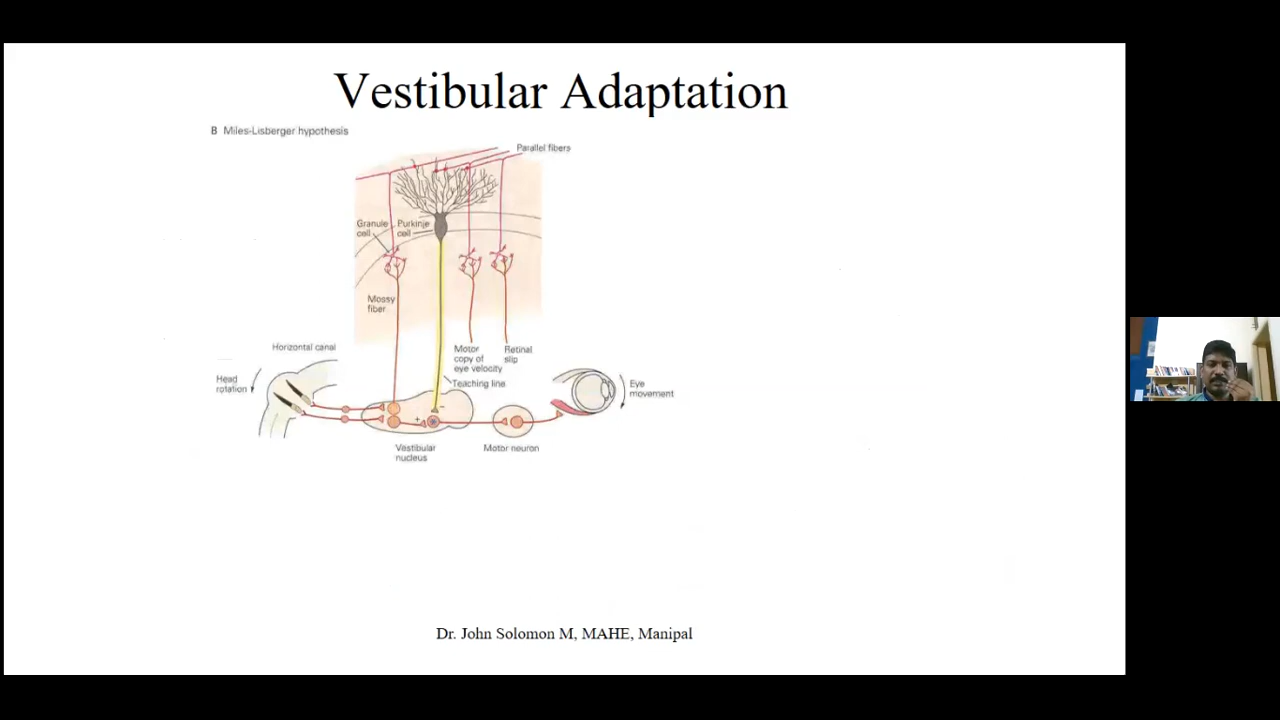 Vestibular Adaptation
B Miles-Lisberger hypothesis
Parallel fibers
Granule
cell
Purkinje
cell
Mossy
fiber
Horizontal canal
Head
rotation
Motor
copy of
eye velocity
Retinal
slip
Teaching line
Eye
movement
+
−
Vestibular
nucleus
Motor neuron
Dr. John Solomon M, MAHE, Manipal